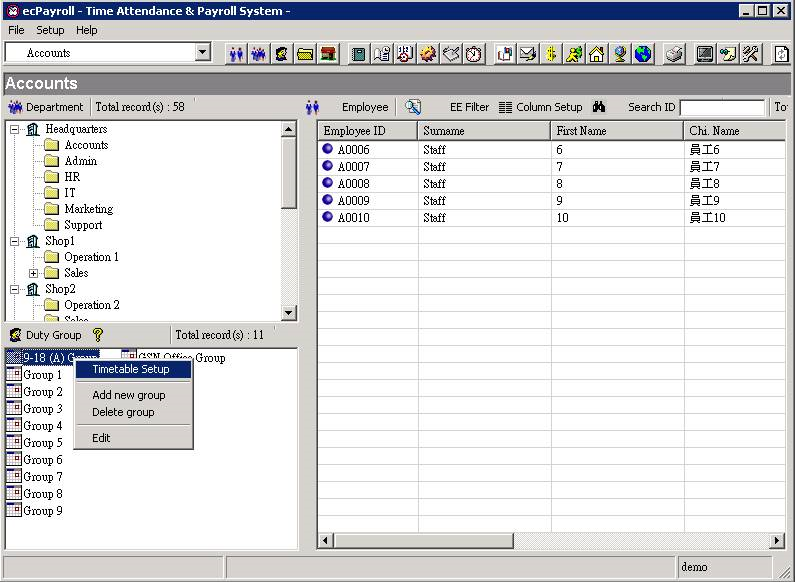 ecPayroll - Time Attendance & Payroll System -
File Setup Help
Accounts
Accounts
Department Total record(s) : 58 Employee EE Filter Column Setup Search ID To
Headquarters
Accounts
Admin
HR
IT
Marketing
Support
Shop1
Operation 1
Sales
Shop2
Operation 2
Sales
Employee ID Surname First Name Chi. Name
A0006 Staff 6 員工6
A0007 Staff 7 員工7
A0008 Staff 8 員工8
A0009 Staff 9 員工9
A0010 Staff 10 員工10
Duty Group Total record(s) : 11
9-18 (A) Group GSN Office Group
Group 1
Group 2
Group 3
Group 4
Group 5
Group 6
Group 7
Group 8
Group 9
Timetable Setup
Add new group
Delete group
Edit
demo